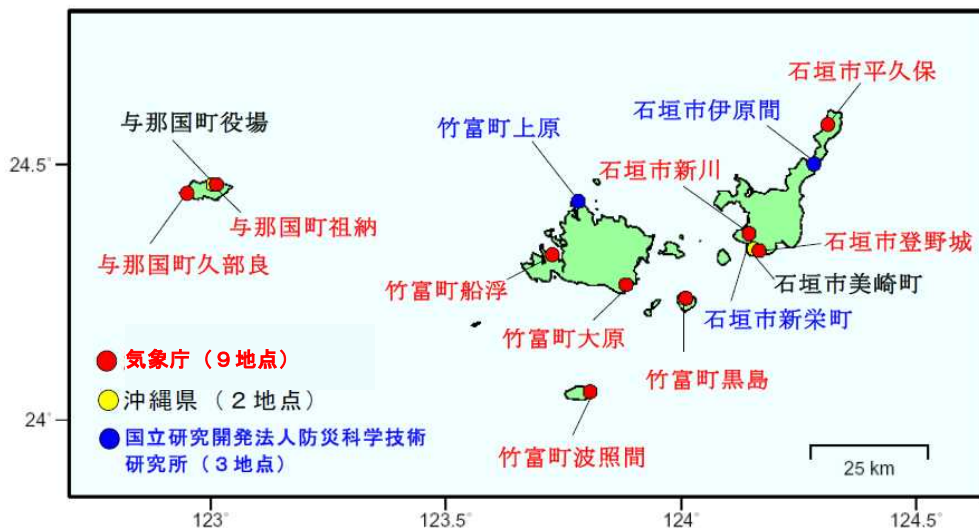 石垣市平久保
石垣市伊原間
与那国町役場
竹富町上原
24.5°
石垣市新川
与那国町祖納
石垣市登野城
与那国町久部良
石垣市美崎町
竹富町船浮
石垣市新栄町
竹富町大原
竹富町黒島
気象庁（９地点）
沖縄県（２地点）
国立研究開発法人防災科学技術
研究所（３地点）
24°
竹富町波照間
25 km
123°
123.5°
124°
124.5°